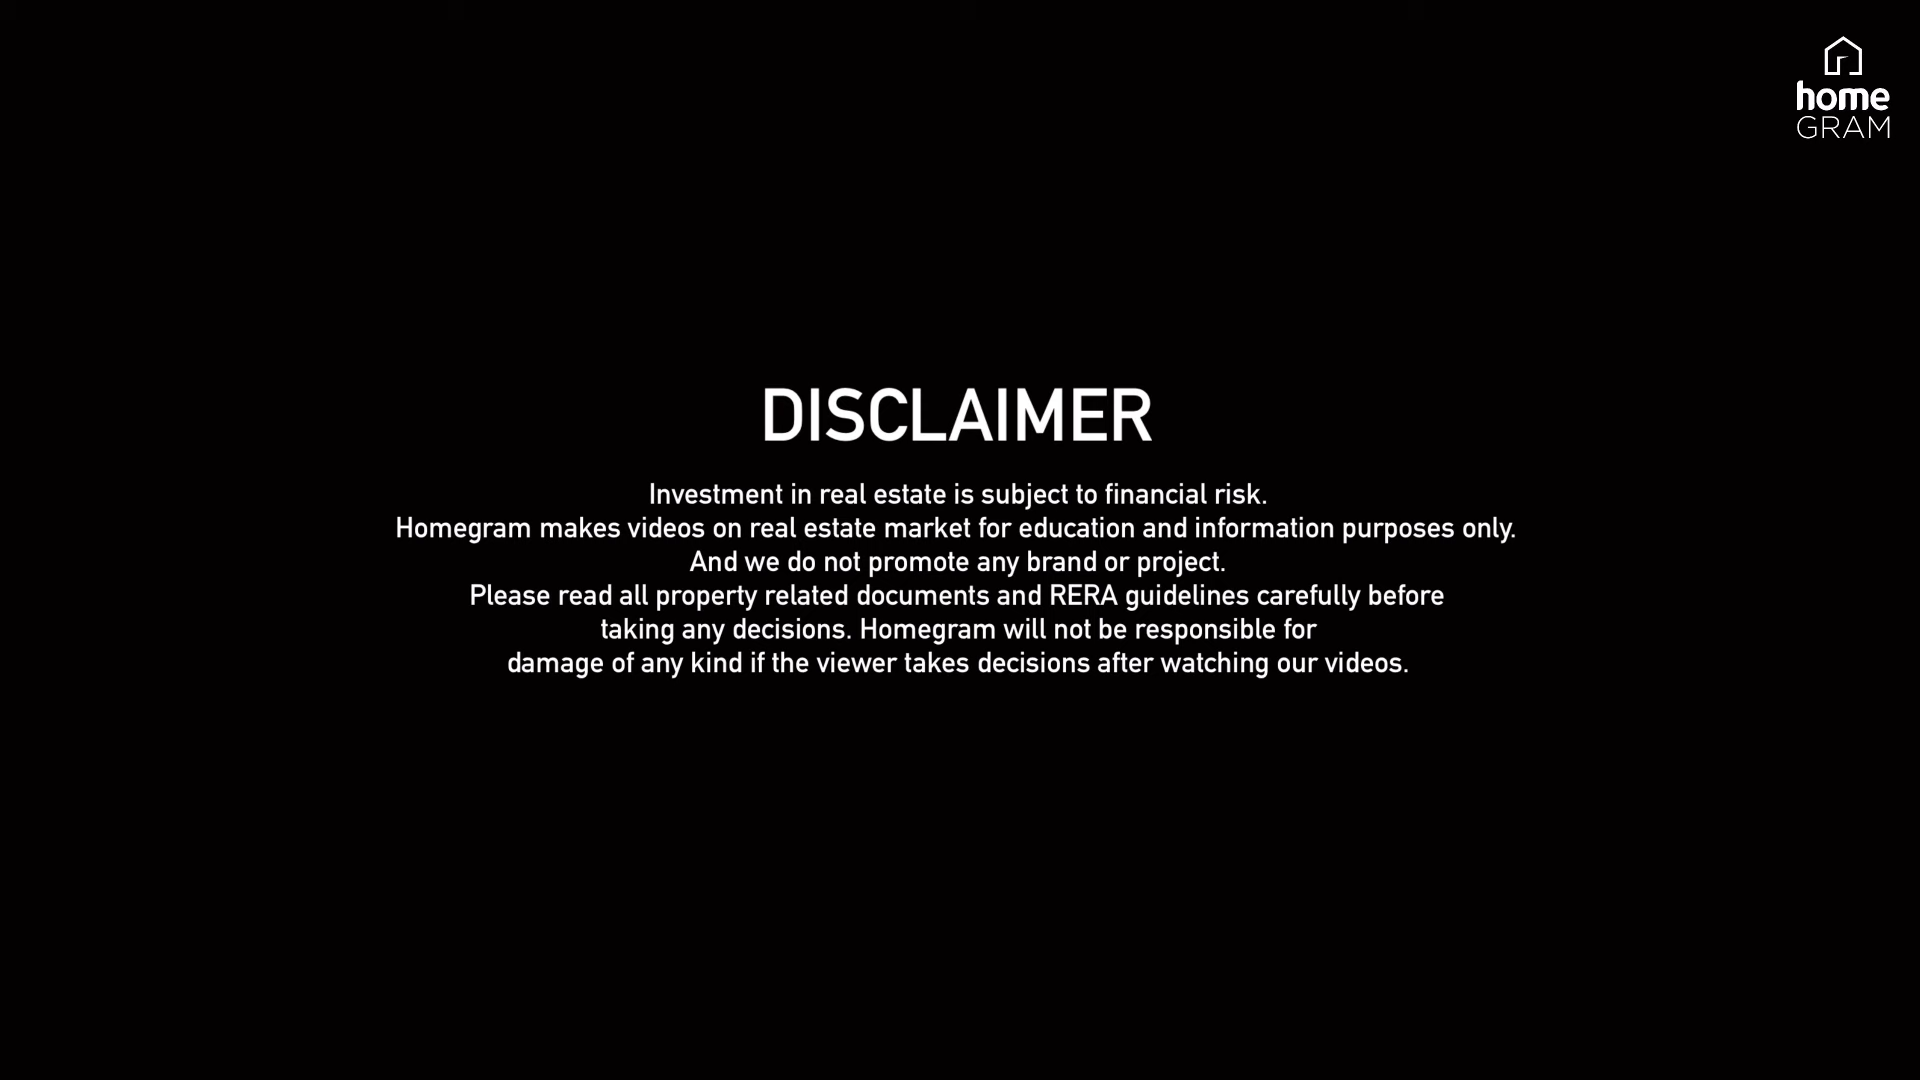 home
GRAM
DISCLAIMER
Investment in real estate is subject to financial risk.
Homegram makes videos on real estate market for education and information purposes only.
And we do not promote any brand or project.
Please read all property related documents and RERA guidelines carefully before
taking any decisions. Homegram will not be responsible for
damage of any kind if the viewer takes decisions after watching our videos.